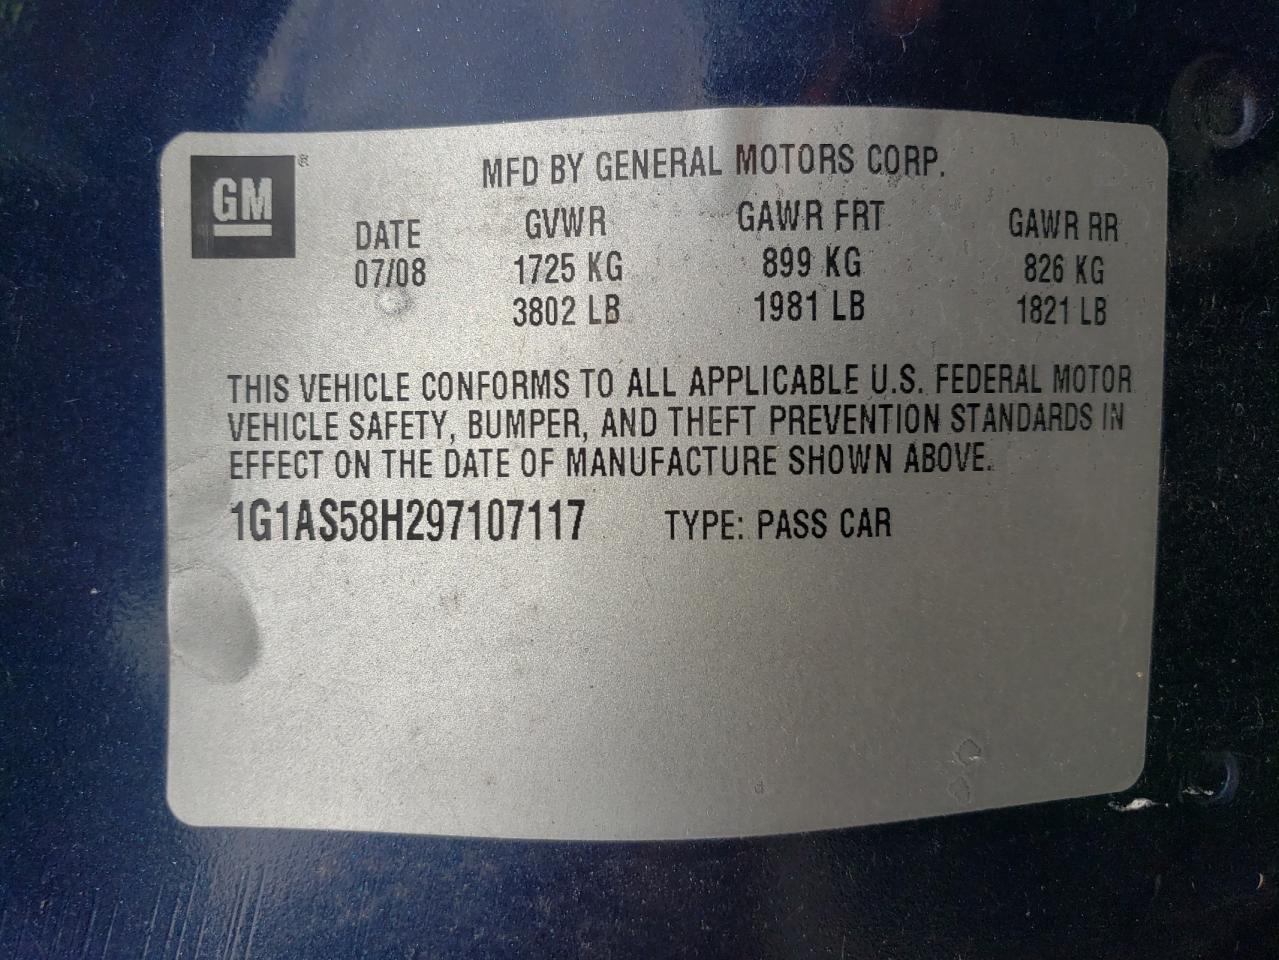 GM®
MFD BY GENERAL MOTORS CORP.
DATE GVWR GAWR FRT GAWR RR
07/08 1725 KG 899 KG 826 KG
3802 LB 1981 LB 1821 LB
THIS VEHICLE CONFORMS TO ALL APPLICABLE U.S. FEDERAL MOTOR
VEHICLE SAFETY, BUMPER, AND THEFT PREVENTION STANDARDS IN
EFFECT ON THE DATE OF MANUFACTURE SHOWN ABOVE.
1G1AS58H297107117 TYPE: PASS CAR